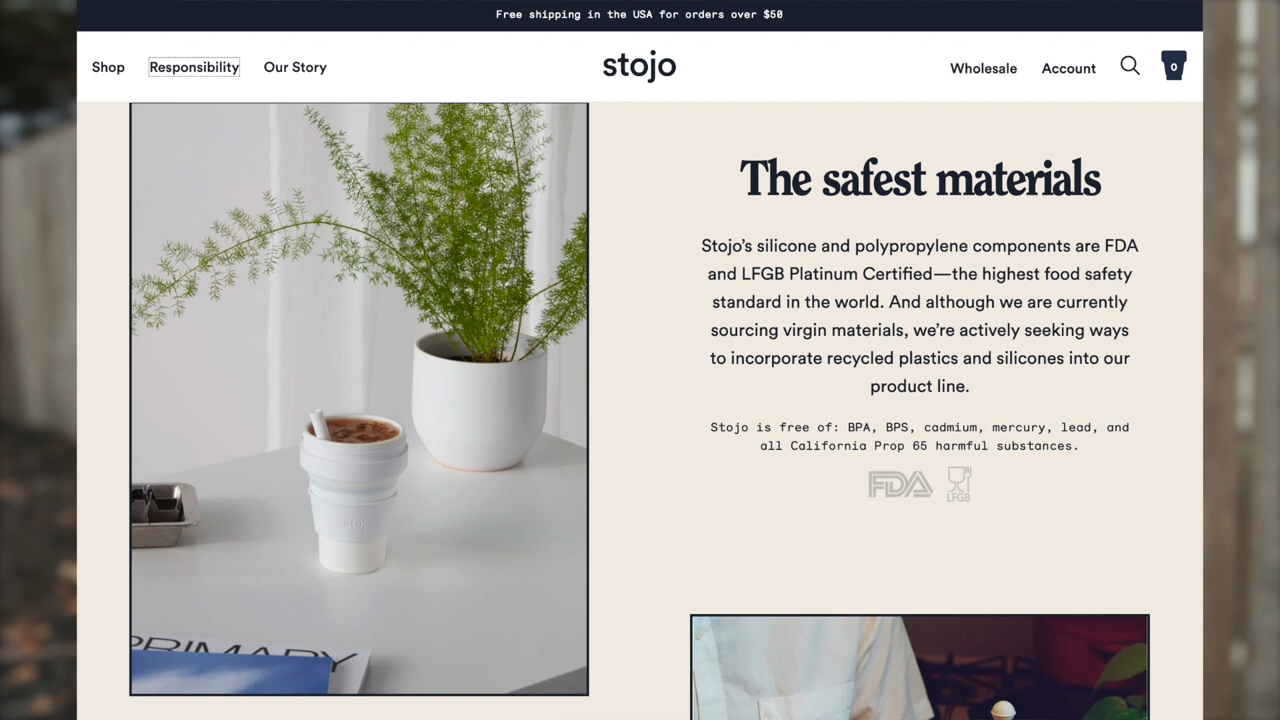 Free shipping in the USA for orders over $50
Shop
Responsibility
Our Story
stojo
Wholesale
Account
0
The safest materials
Stojo’s silicone and polypropylene components are FDA
and LFGB Platinum Certified—the highest food safety
standard in the world. And although we are currently
sourcing virgin materials, we’re actively seeking ways
to incorporate recycled plastics and silicones into our
product line.
Stojo is free of: BPA, BPS, cadmium, mercury, lead, and
all California Prop 65 harmful substances.
FDA
LFGB
stojo
PRIMARY